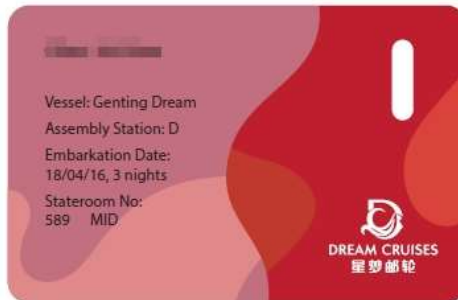 Vessel: Genting Dream
Assembly Station: D
Embarkation Date:
18/04/16, 3 nights
Stateroom No:
589 MID
DREAM CRUISES
星梦邮轮